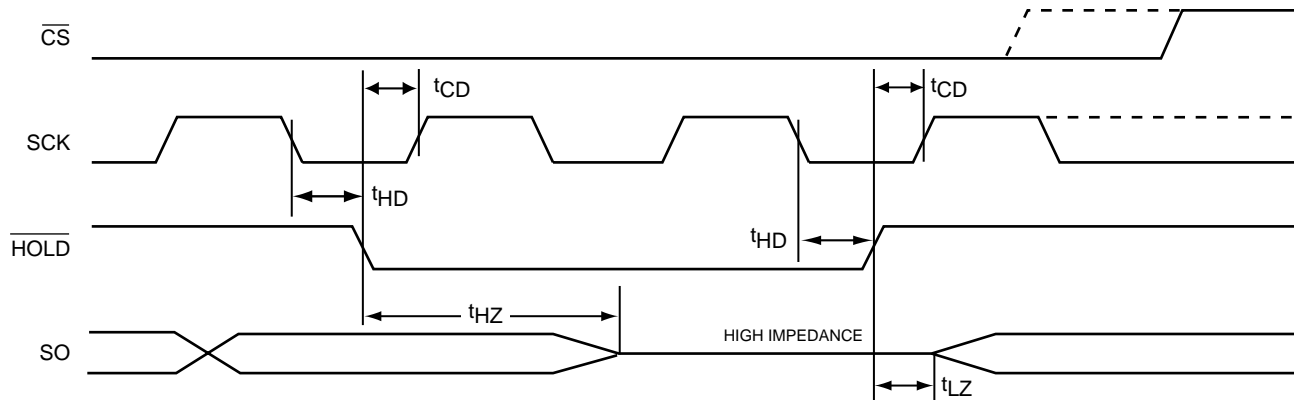 CS
tCD
tCD
SCK
tHD
HOLD
tHD
tHZ
HIGH IMPEDANCE
SO
tLZ